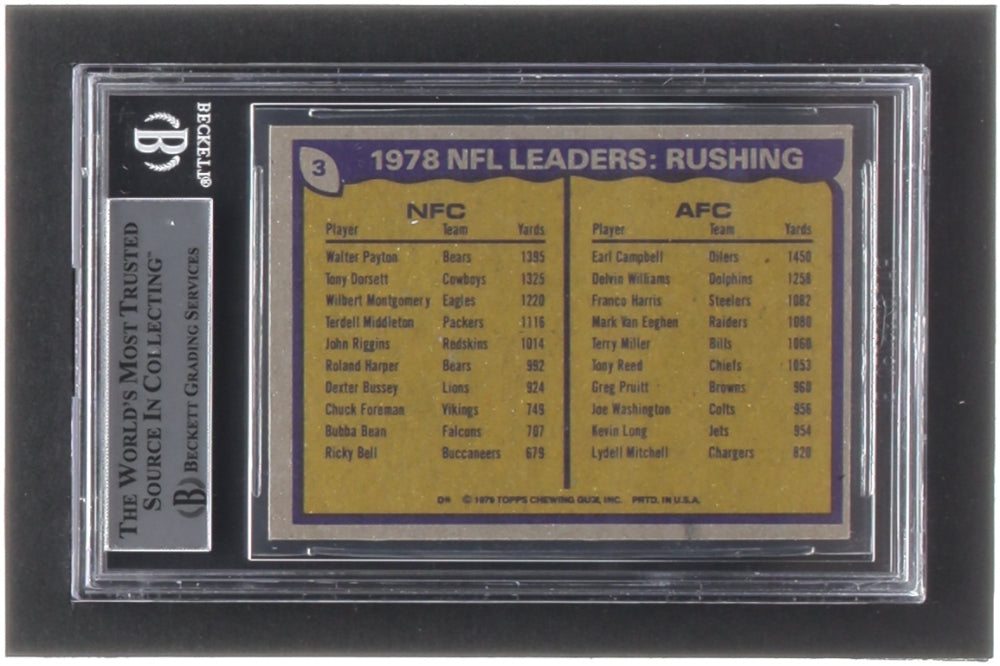 BECKETT®
B
THE WORLD'S MOST TRUSTED
SOURCE IN COLLECTING™
B BECKETT GRADING SERVICES
3 1978 NFL LEADERS: RUSHING
NFC
Player Team Yards
Walter Payton Bears 1395
Tony Dorsett Cowboys 1325
Wilbert Montgomery Eagles 1220
Terdell Middleton Packers 1116
John Riggins Redskins 1014
Roland Harper Bears 992
Dexter Bussey Lions 924
Chuck Foreman Vikings 749
Bubba Bean Falcons 707
Ricky Bell Buccaneers 679
AFC
Player Team Yards
Earl Campbell Oilers 1450
Delvin Williams Dolphins 1258
Franco Harris Steelers 1082
Mark Van Eeghen Raiders 1080
Terry Miller Bills 1060
Tony Reed Chiefs 1053
Greg Pruitt Browns 960
Joe Washington Colts 956
Kevin Long Jets 954
Lydell Mitchell Chargers 820
D* © 1979 TOPPS CHEWING GUM, INC. PRTD. IN U.S.A.